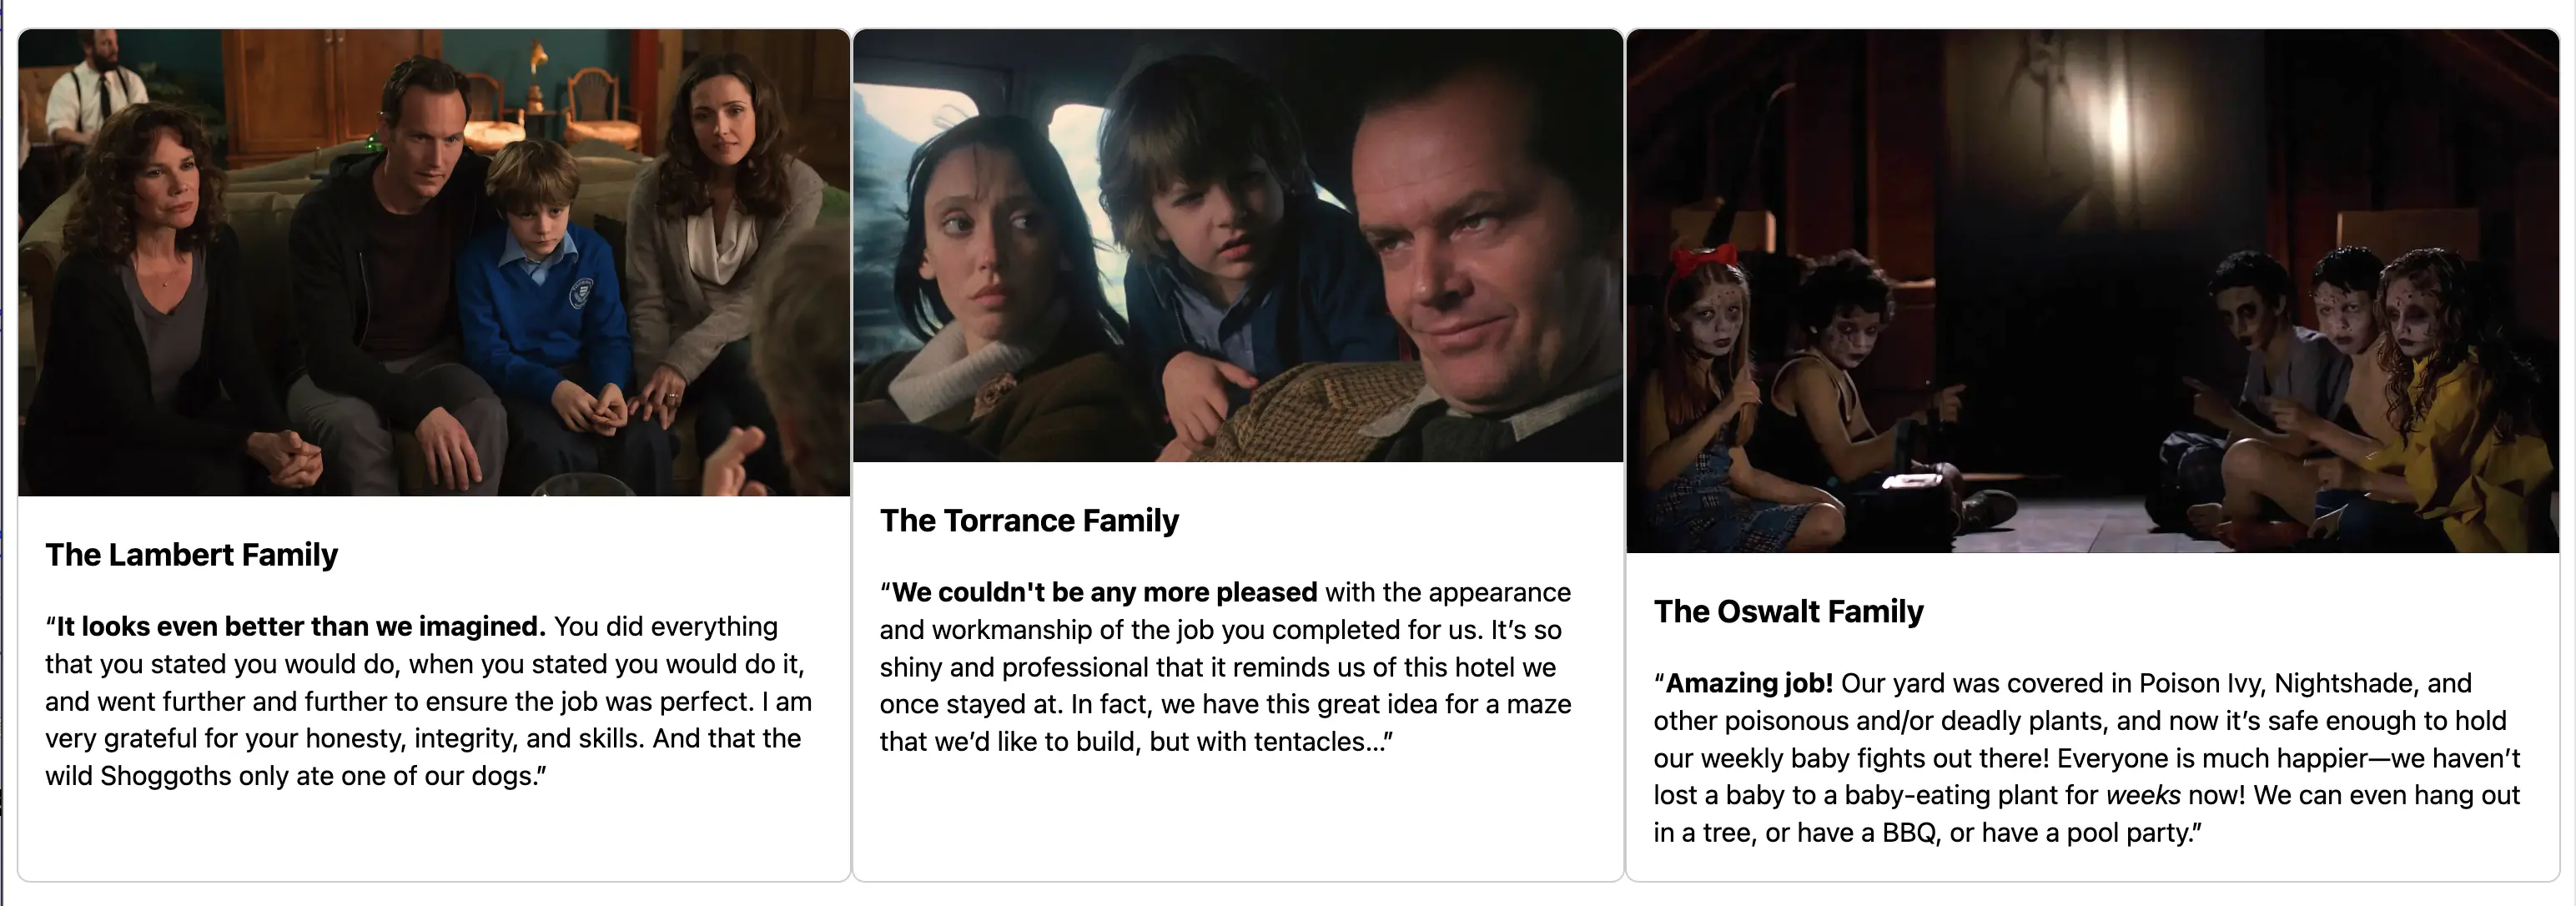 The Lambert Family
“It looks even better than we imagined. You did everything
that you stated you would do, when you stated you would do it,
and went further and further to ensure the job was perfect. I am
very grateful for your honesty, integrity, and skills. And that the
wild Shoggoths only ate one of our dogs.”
The Torrance Family
“We couldn't be any more pleased with the appearance
and workmanship of the job you completed for us. It’s so
shiny and professional that it reminds us of this hotel we
once stayed at. In fact, we have this great idea for a maze
that we’d like to build, but with tentacles...”
The Oswalt Family
“Amazing job! Our yard was covered in Poison Ivy, Nightshade, and
other poisonous and/or deadly plants, and now it’s safe enough to hold
our weekly baby fights out there! Everyone is much happier—we haven’t
lost a baby to a baby-eating plant for weeks now! We can even hang out
in a tree, or have a BBQ, or have a pool party.”